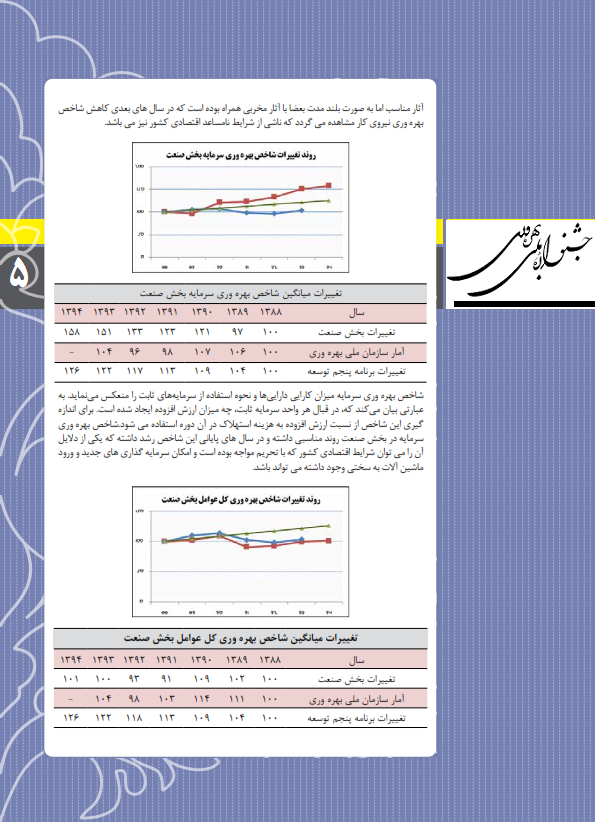 آثار مناسب اما به صورت بلند مدت بعضا با آثار مخربی همراه بوده است که در سال های بعدی کاهش شاخص
بهره وری نیروی کار مشاهده می گردد که ناشی از شرایط نامساعد اقتصادی کشور نیز می باشد.
روند تغییرات شاخص بهره وری سرمایه بخش صنعت
جشنواره ملی بهره وری
۵
تغییرات میانگین شاخص بهره وری سرمایه بخش صنعت
سال ۱۳۸۸ ۱۳۸۹ ۱۳۹۰ ۱۳۹۱ ۱۳۹۲ ۱۳۹۳ ۱۳۹۴
تغییرات بخش صنعت ۱۰۰ ۹۷ ۱۲۱ ۱۲۳ ۱۳۳ ۱۵۱ ۱۵۸
آمار سازمان ملی بهره وری ۱۰۰ ۱۰۶ ۱۰۷ ۹۸ ۹۶ ۱۰۴ -
تغییرات برنامه پنجم توسعه ۱۰۰ ۱۰۴ ۱۰۹ ۱۱۳ ۱۱۷ ۱۲۲ ۱۲۶
شاخص بهره وری سرمایه میزان کارایی دارایی‌ها و نحوه استفاده از سرمایه‌های ثابت را منعکس می‌نماید. به
عبارتی بیان می‌کند که، در قبال هر واحد سرمایه ثابت، چه میزان ارزش افزوده ایجاد شده است. برای اندازه
گیری این شاخص از نسبت ارزش افزوده به هزینه استهلاک در آن دوره استفاده می شود.شاخص بهره وری
سرمایه در بخش صنعت روند مناسبی داشته و در سال های پایانی این شاخص رشد داشته که یکی از دلایل
آن را می توان شرایط اقتصادی کشور که با تحریم مواجه بوده است و امکان سرمایه گذاری های جدید و ورود
ماشین آلات به سختی وجود داشته می تواند باشد.
روند تغییرات شاخص بهره وری کل عوامل بخش صنعت
تغییرات میانگین شاخص بهره وری کل عوامل بخش صنعت
سال ۱۳۸۸ ۱۳۸۹ ۱۳۹۰ ۱۳۹۱ ۱۳۹۲ ۱۳۹۳ ۱۳۹۴
تغییرات بخش صنعت ۱۰۰ ۱۰۲ ۱۰۹ ۹۱ ۹۳ ۱۰۰ ۱۰۱
آمار سازمان ملی بهره وری ۱۰۰ ۱۱۱ ۱۱۴ ۱۰۳ ۹۸ ۱۰۴ -
تغییرات برنامه پنجم توسعه ۱۰۰ ۱۰۴ ۱۰۹ ۱۱۳ ۱۱۸ ۱۲۲ ۱۲۶